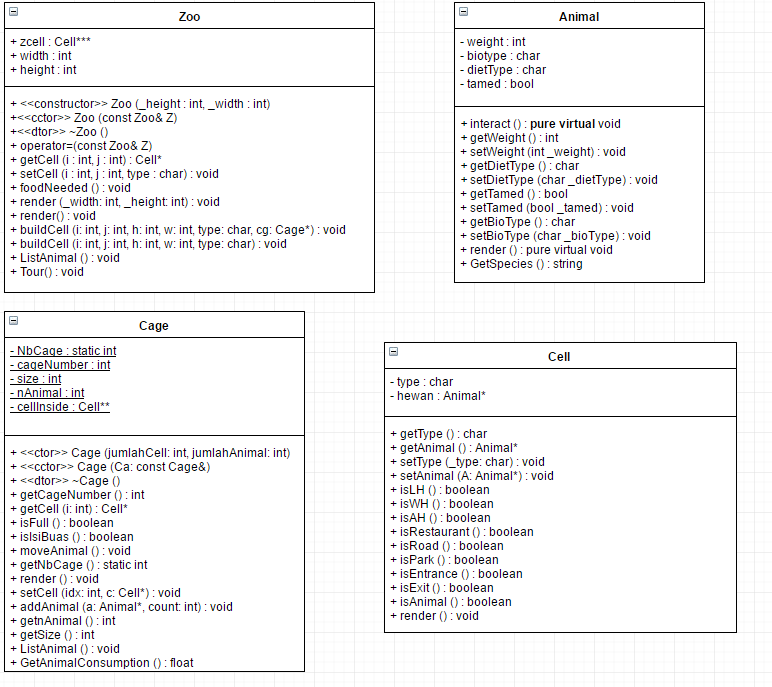 Zoo
+ zcell : Cell***
+ width : int
+ height : int
+ <<constructor>> Zoo (_height : int, _width : int)
+<<cctor>> Zoo (const Zoo& Z)
+<<dtor>> ~Zoo ()
+ operator=(const Zoo& Z)
+ getCell (i : int, j : int) : Cell*
+ setCell (i : int, j : int, type : char) : void
+ foodNeeded () : void
+ render (_width: int, _height: int) : void
+ render() : void
+ buildCell (i: int, j: int, h: int, w: int, type: char, cg: Cage*) : void
+ buildCell (i: int, j: int, h: int, w: int, type: char) : void
+ ListAnimal () : void
+ Tour() : void
Animal
- weight : int
- biotype : char
- dietType : char
- tamed : bool
+ interact () : pure virtual void
+ getWeight () : int
+ setWeight (int _weight) : void
+ getDietType () : char
+ setDietType (char _dietType) : void
+ getTamed () : bool
+ setTamed (bool _tamed) : void
+ getBioType () : char
+ setBioType (char _bioType) : void
+ render () : pure virtual void
+ GetSpecies () : string
Cage
- NbCage : static int
- cageNumber : int
- size : int
- nAnimal : int
- cellInside : Cell**
+ <<ctor>> Cage (jumlahCell: int, jumlahAnimal: int)
+ <<cctor>> Cage (Ca: const Cage&)
+ <<dtor>> ~Cage ()
+ getCageNumber () : int
+ getCell (i: int) : Cell*
+ isFull () : boolean
+ isIsiBuas () : boolean
+ moveAnimal () : void
+ getNbCage () : static int
+ render () : void
+ setCell (idx: int, c: Cell*) : void
+ addAnimal (a: Animal*, count: int) : void
+ getnAnimal () : int
+ getSize () : int
+ ListAnimal () : void
+ GetAnimalConsumption () : float
Cell
- type : char
- hewan : Animal*
+ getType () : char
+ getAnimal () : Animal*
+ setType (_type: char) : void
+ setAnimal (A: Animal*) : void
+ isLH () : boolean
+ isWH () : boolean
+ isAH () : boolean
+ isRestaurant () : boolean
+ isRoad () : boolean
+ isPark () : boolean
+ isEntrance () : boolean
+ isExit () : boolean
+ isAnimal () : boolean
+ render () : void